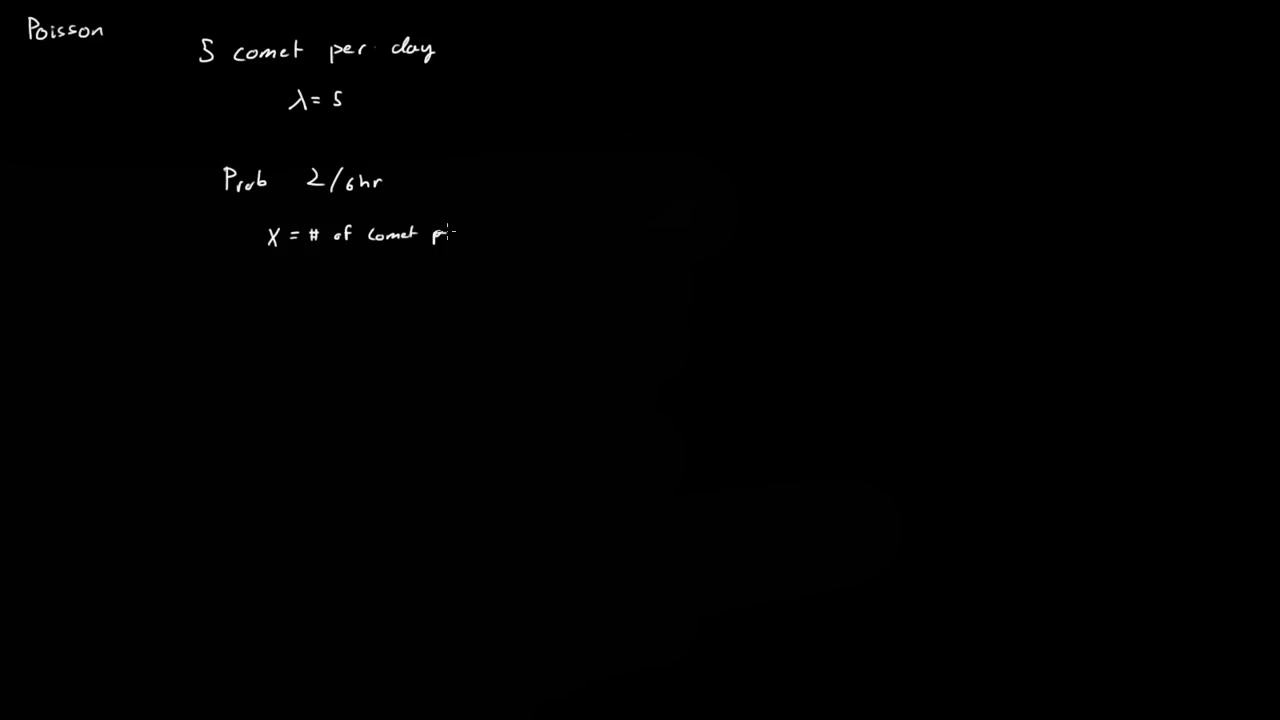 Poisson
5 comet per day
λ = 5
Prob 2/6hr
X = # of comet p